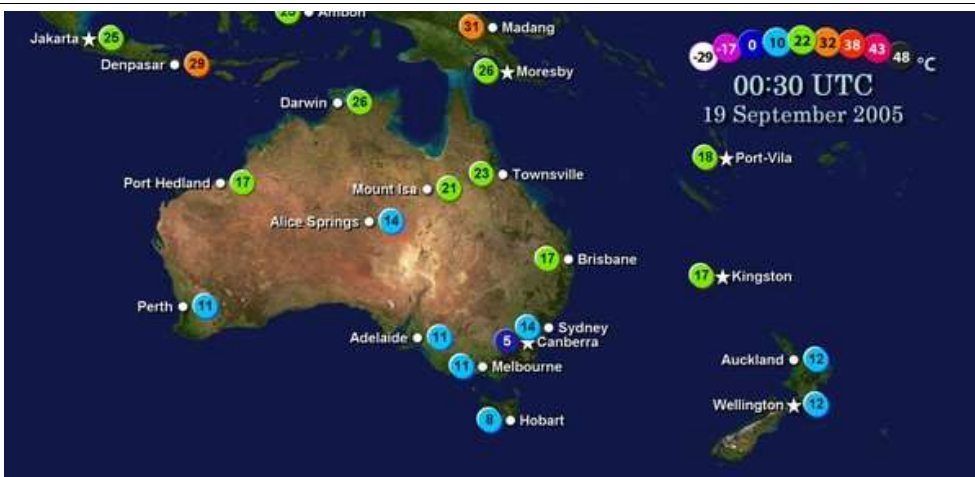 Ambon
Jakarta 25
31 Madang
Denpasar 29
26 Moresby
-29 -17 0 10 22 32 38 43 48 °C
00:30 UTC
19 September 2005
Darwin 26
18 Port-Vila
Port Hedland 17
23 Townsville
Mount Isa 21
Alice Springs 14
17 Brisbane
17 Kingston
Perth 11
14 Sydney
Adelaide 11
5 Canberra
11 Melbourne
Auckland 12
Wellington 12
8 Hobart